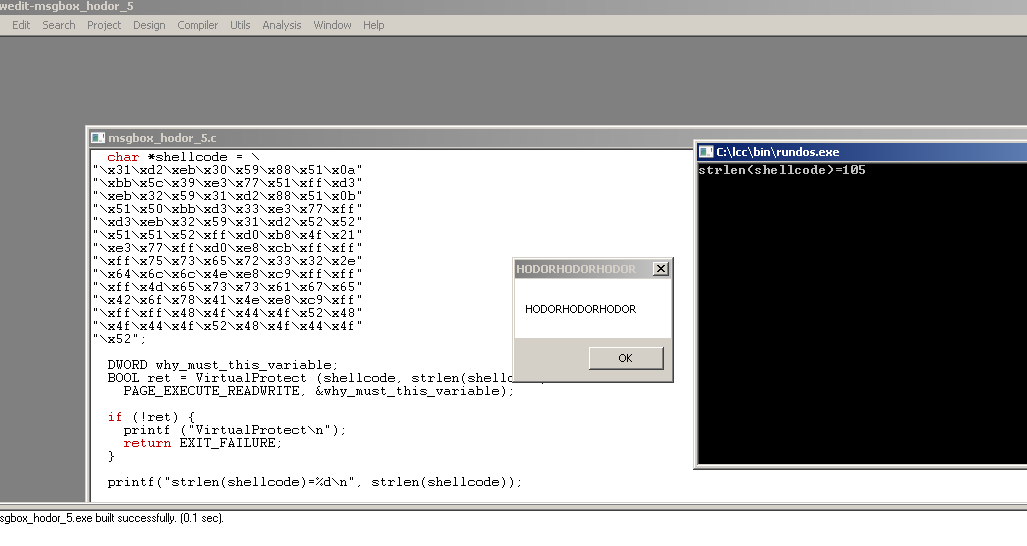 wedit-msgbox_hodor_5
Edit Search Project Design Compiler Utils Analysis Window Help
msgbox_hodor_5.c
char *shellcode = \
"\x31\xd2\xeb\x30\x59\x88\x51\x0a"
"\xbb\x5c\x39\xe3\x77\x51\xff\xd3"
"\xeb\x32\x59\x31\xd2\x88\x51\x0b"
"\x51\x50\xbb\xd3\x33\xe3\x77\xff"
"\xd3\xeb\x32\x59\x31\xd2\x52\x52"
"\x51\x51\x52\xff\xd0\xb8\x4f\x21"
"\xe3\x77\xff\xd0\xe8\xcb\xff\xff"
"\xff\x75\x73\x65\x72\x33\x32\x2e"
"\x64\x6c\x6c\x4e\xe8\xc9\xff\xff"
"\xff\x4d\x65\x73\x73\x61\x67\x65"
"\x42\x6f\x78\x41\x4e\xe8\xc9\xff"
"\xff\xff\x48\x4f\x44\x4f\x52\x48"
"\x4f\x44\x4f\x52\x48\x4f\x44\x4f"
"\x52";
DWORD why_must_this_variable;
BOOL ret = VirtualProtect (shellcode, strlen(shellc
PAGE_EXECUTE_READWRITE, &why_must_this_variable);
if (!ret) {
printf ("VirtualProtect\n");
return EXIT_FAILURE;
}
printf("strlen(shellcode)=%d\n", strlen(shellcode));
HODORHODORHODOR
HODORHODORHODOR
OK
C:\lcc\bin\rundos.exe
strlen(shellcode)=105
sgbox_hodor_5.exe built successfully. (0.1 sec).